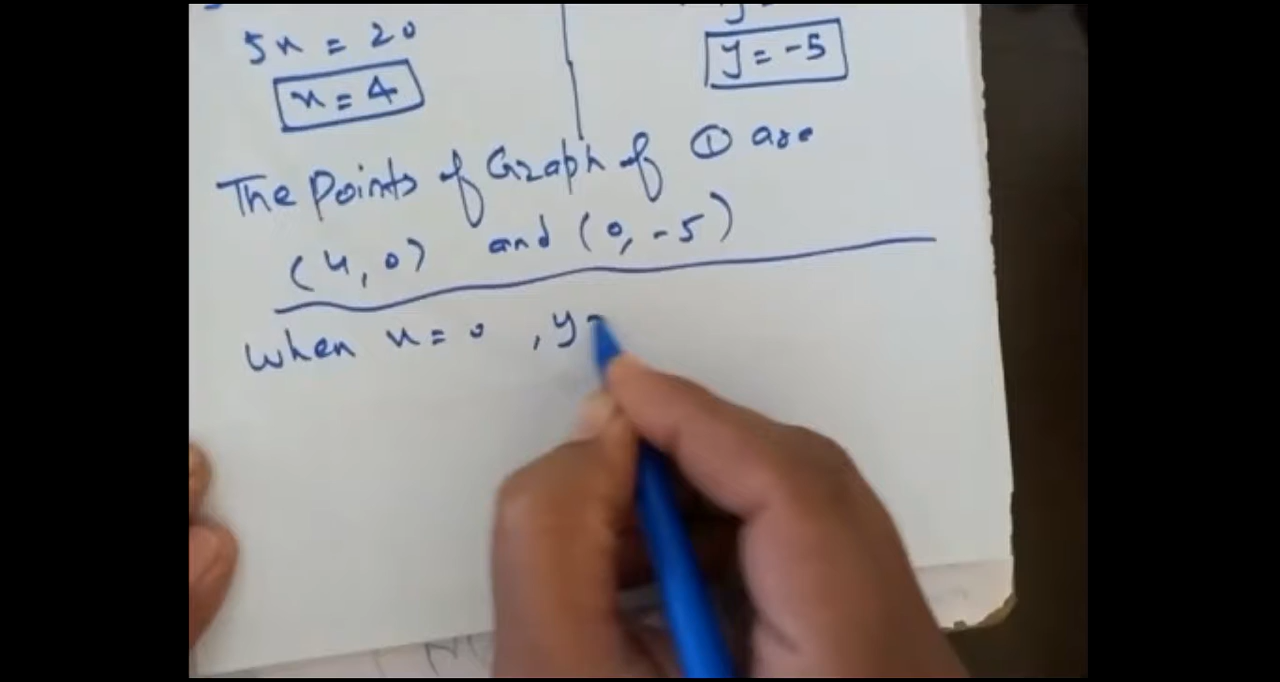 5x = 20
x = 4
y = -5
The points of Graph of ① are
(4,0) and (0,-5)
When x = 0 , y=